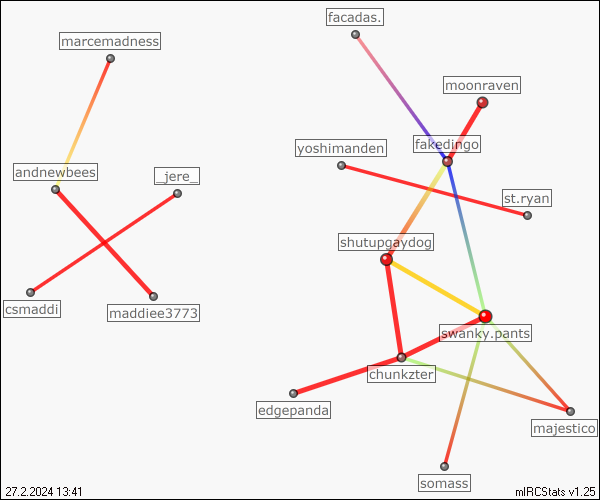 facadas.
marcemadness
moonraven
fakedingo
yoshimanden
andnewbees
_jere_
st.ryan
shutupgaydog
csmaddi
maddiee3773
swanky.pants
chunkzter
edgepanda
majestico
somass
27.2.2024 13:41
mIRCStats v1.25